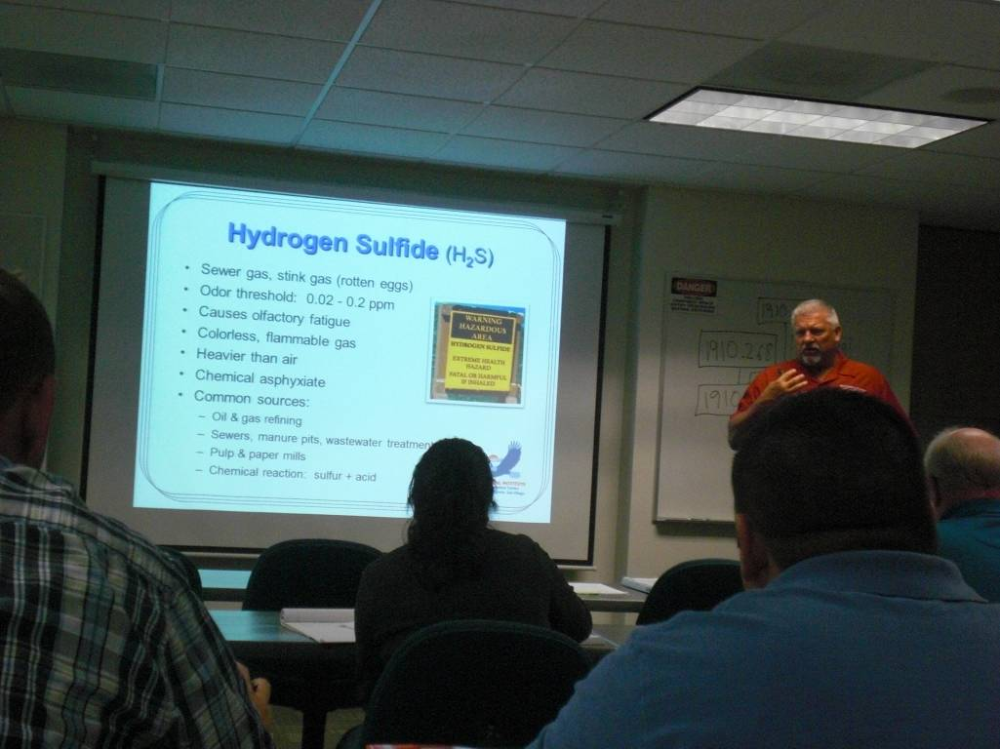 Hydrogen Sulfide (H₂S)
• Sewer gas, stink gas (rotten eggs)
• Odor threshold: 0.02 - 0.2 ppm
• Causes olfactory fatigue
• Colorless, flammable gas
• Heavier than air
• Chemical asphyxiate
• Common sources:
– Oil & gas refining
– Sewers, manure pits, wastewater treatment
– Pulp & paper mills
– Chemical reaction: sulfur + acid
WARNING
HAZARDOUS
AREA
HYDROGEN SULFIDE
EXTREME HEALTH
HAZARD
FATAL OR HARMFUL
IF INHALED!
DANGER
1910.268
1910